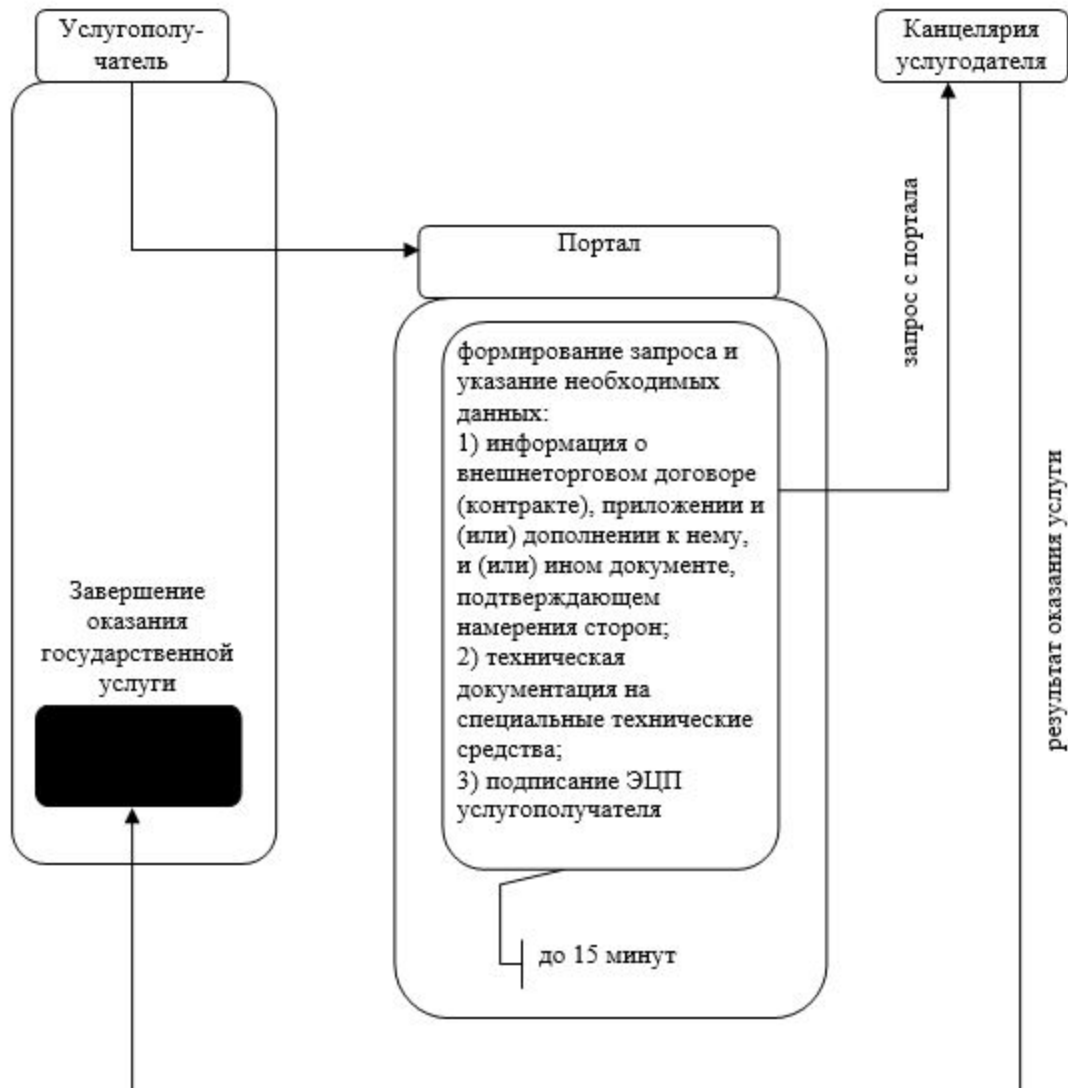 Услугополу-
чатель
Канцелярия
услугодателя
запрос с портала
Портал
формирование запроса и
указание необходимых
данных:
1) информация о
внешнеторговом договоре
(контракте), приложении и
(или) дополнении к нему,
и (или) ином документе,
подтверждающем
намерения сторон;
2) техническая
документация на
специальные технические
средства;
3) подписание ЭЦП
услугополучателя
до 15 минут
результат оказания услуги
Завершение
оказания
государственной
услуги